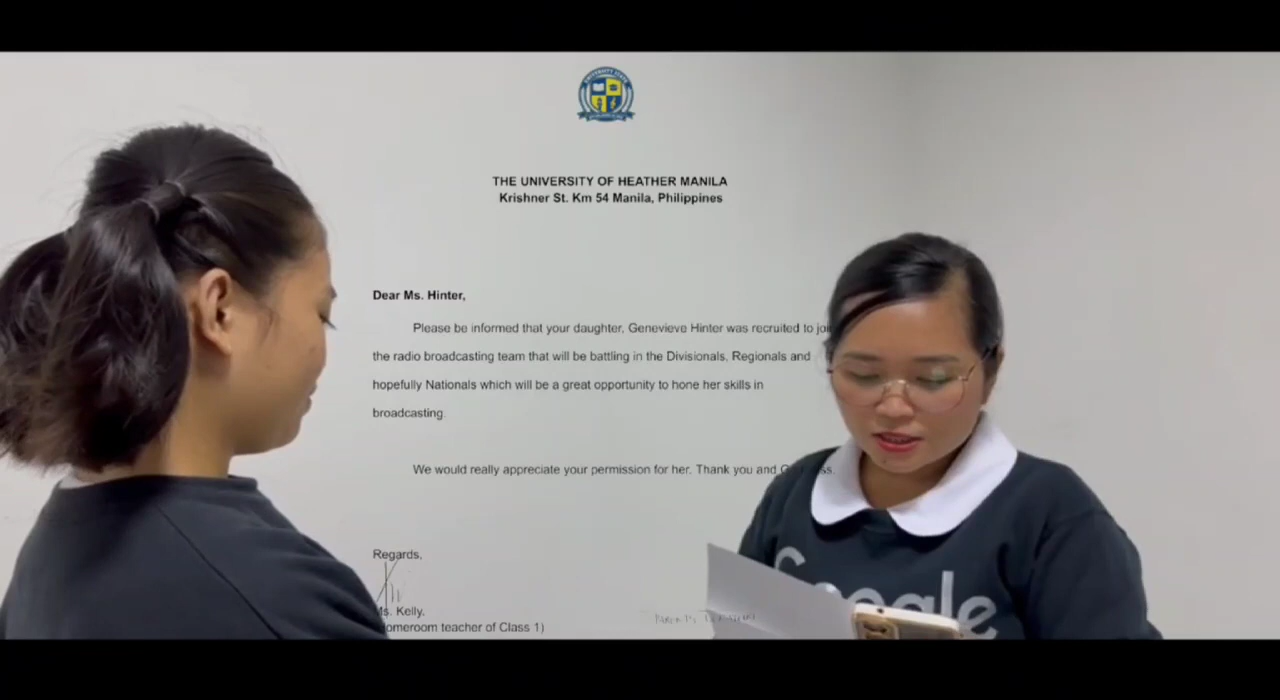 THE UNIVERSITY OF HEATHER MANILA
Krishner St. Km 54 Manila, Philippines
Dear Ms. Hinter,
Please be informed that your daughter, Genevieve Hinter was recruited to joi
the radio broadcasting team that will be battling in the Divisionals, Regionals and
hopefully Nationals which will be a great opportunity to hone her skills in
broadcasting.
We would really appreciate your permission for her. Thank you and
Regards,
Ms. Kelly,
omeroom teacher of Class 1)
Google